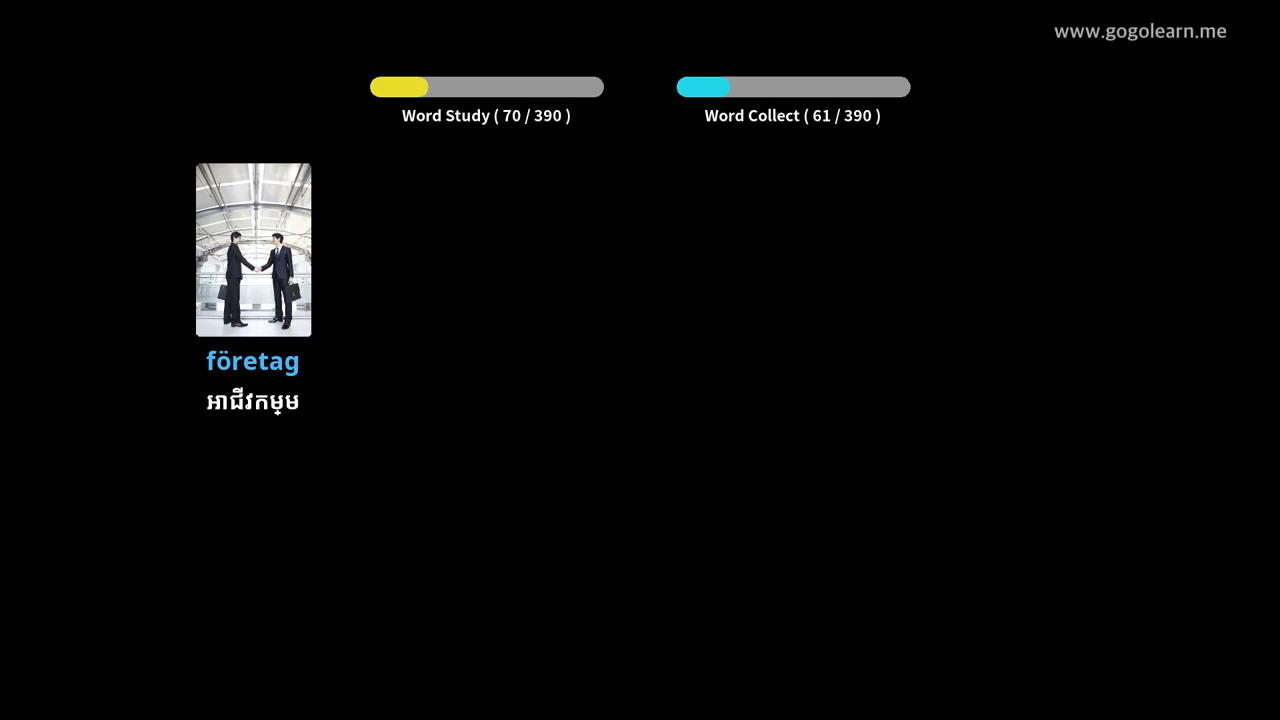 www.gogolearn.me
Word Study ( 70 / 390 )
Word Collect ( 61 / 390 )
företag
អាជីវកម្ម